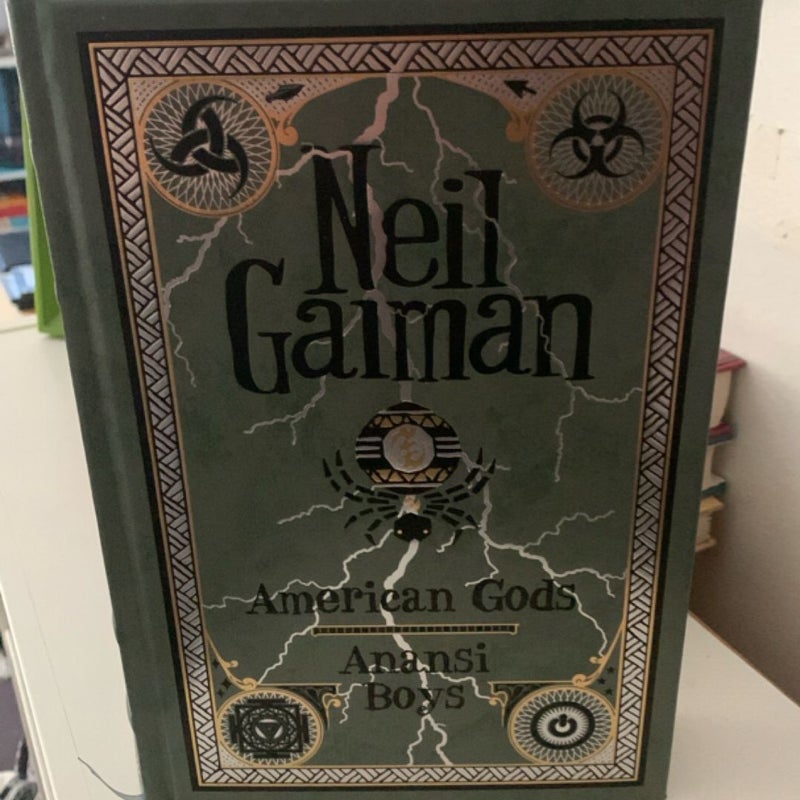 Neil
Gaiman
American Gods
Anansi
Boys